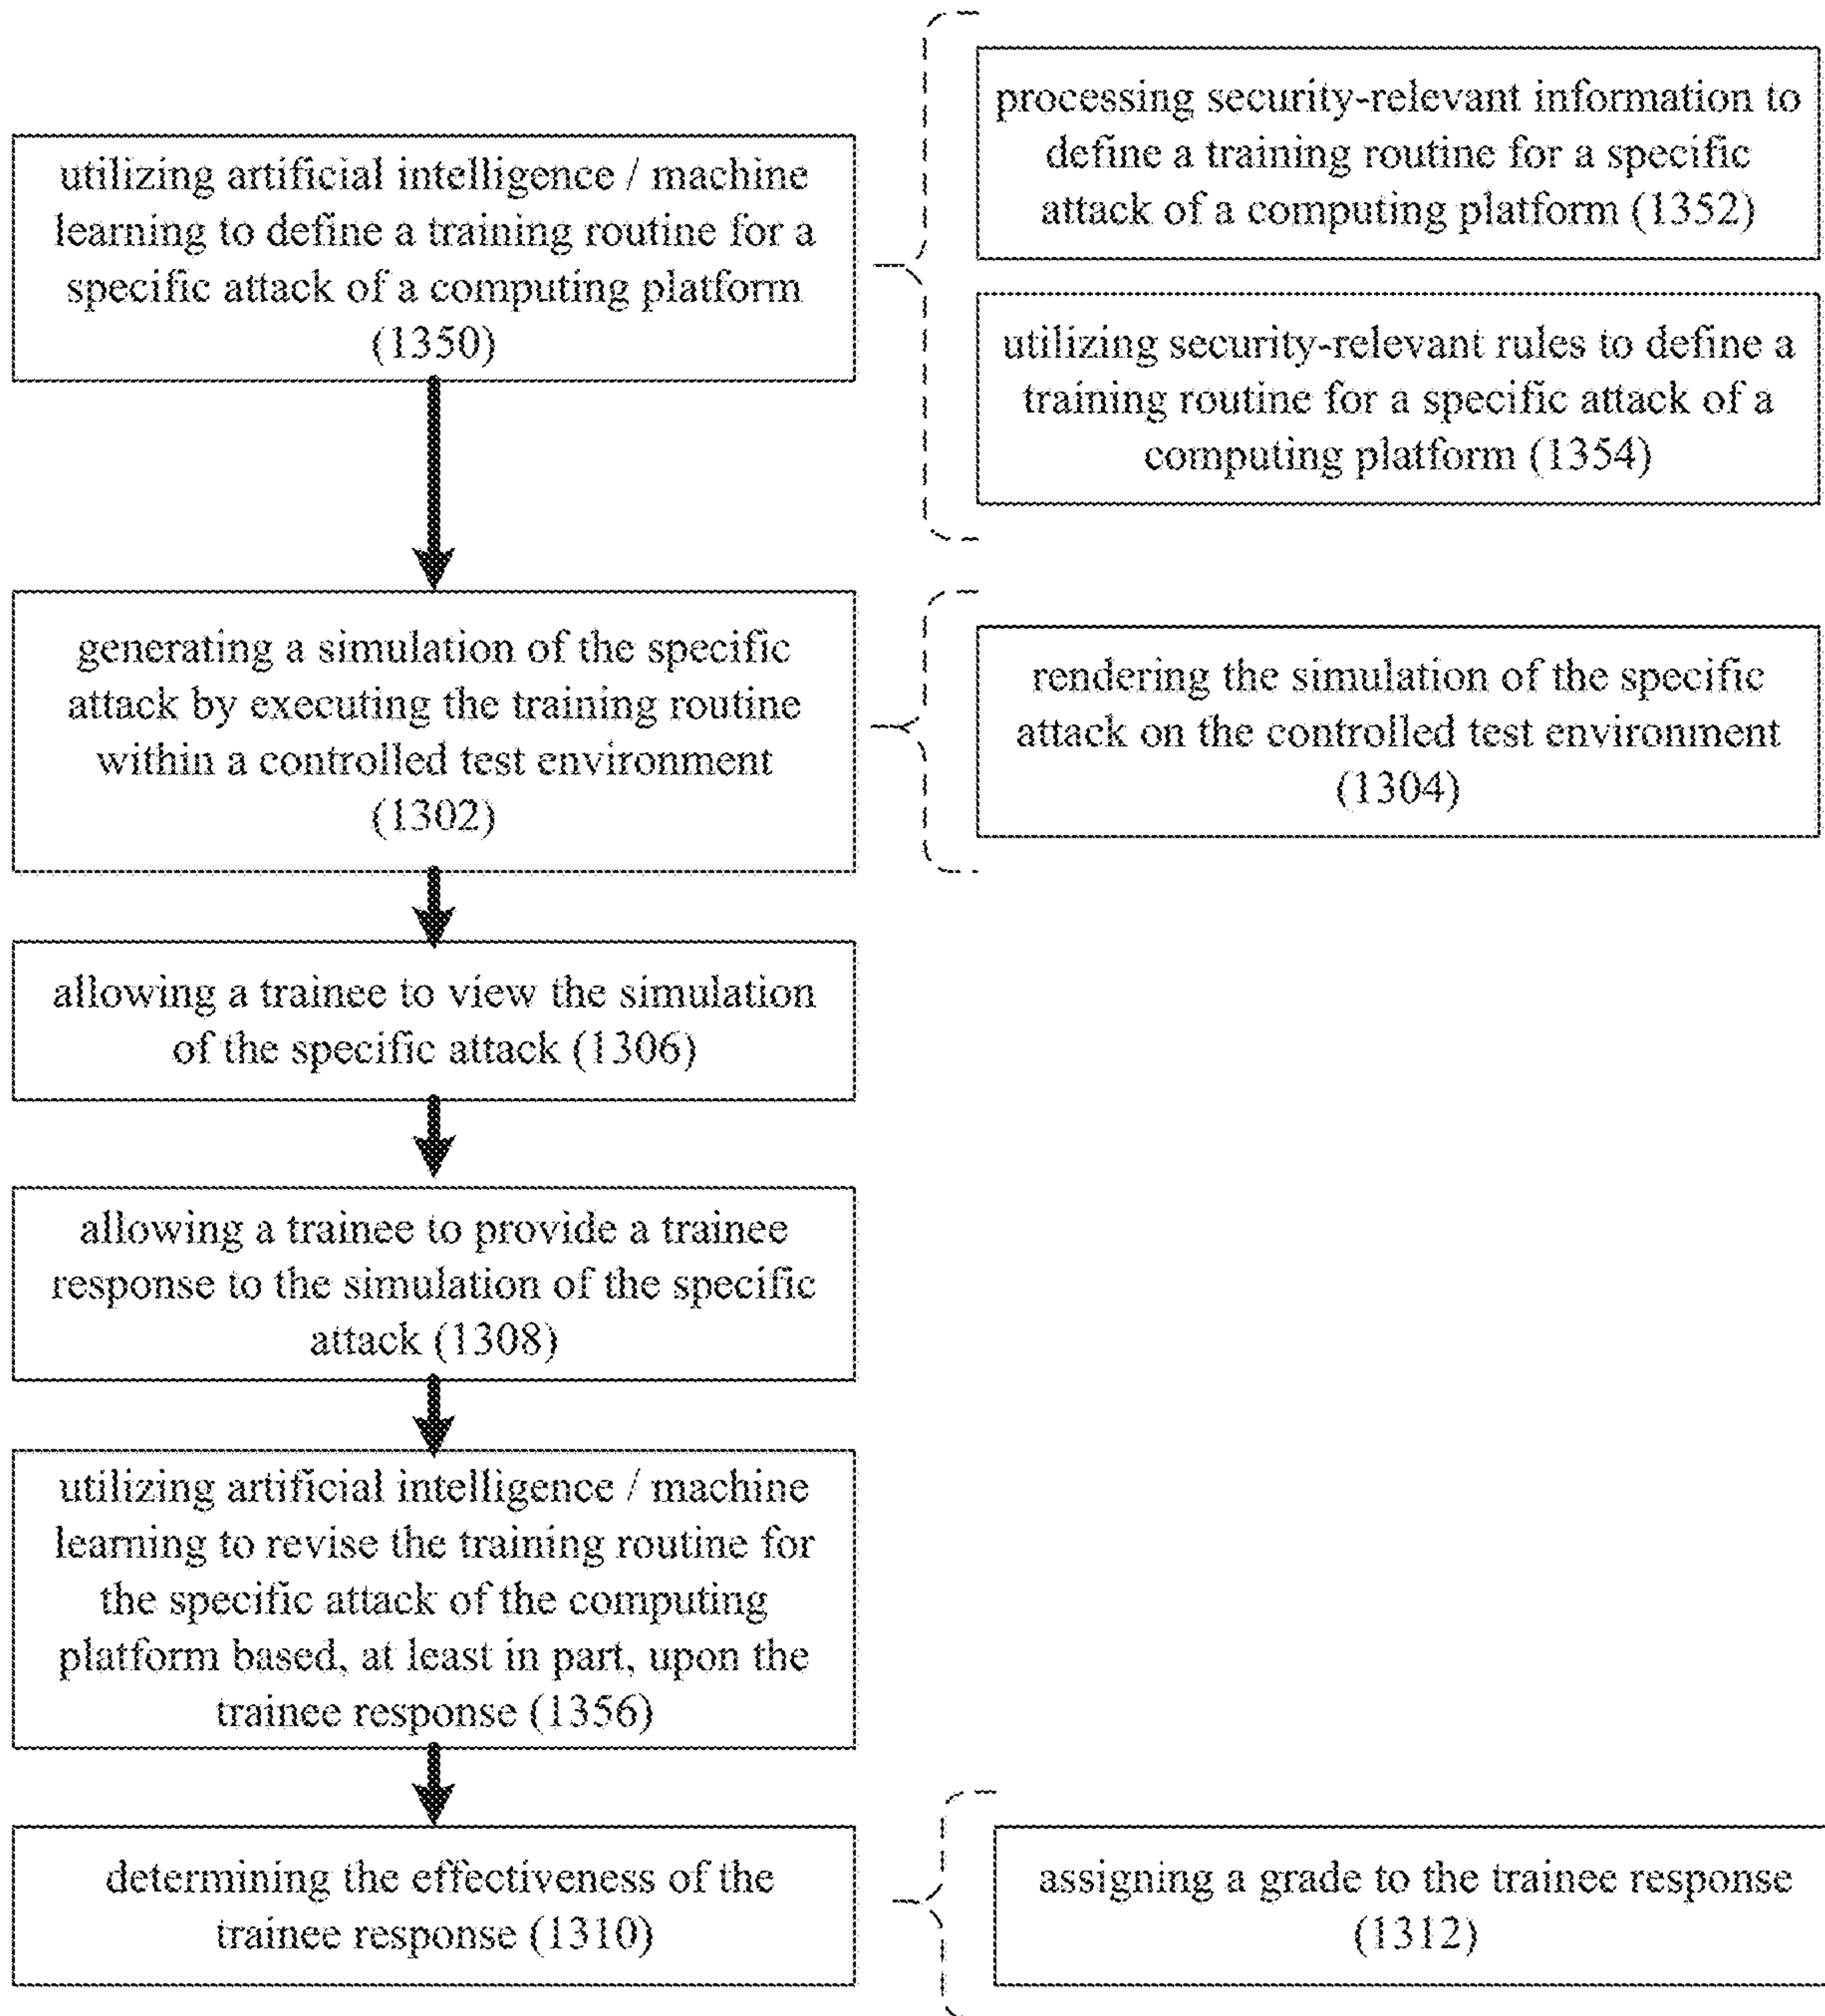 utilizing artificial intelligence / machine
learning to define a training routine for a
specific attack of a computing platform
(1350)
processing security-relevant information to
define a training routine for a specific
attack of a computing platform (1352)
utilizing security-relevant rules to define a
training routine for a specific attack of a
computing platform (1354)
generating a simulation of the specific
attack by executing the training routine
within a controlled test environment
(1302)
rendering the simulation of the specific
attack on the controlled test environment
(1304)
allowing a trainee to view the simulation
of the specific attack (1306)
allowing a trainee to provide a trainee
response to the simulation of the specific
attack (1308)
utilizing artificial intelligence / machine
learning to revise the training routine for
the specific attack of the computing
platform based, at least in part, upon the
trainee response (1356)
determining the effectiveness of the
trainee response (1310)
assigning a grade to the trainee response
(1312)